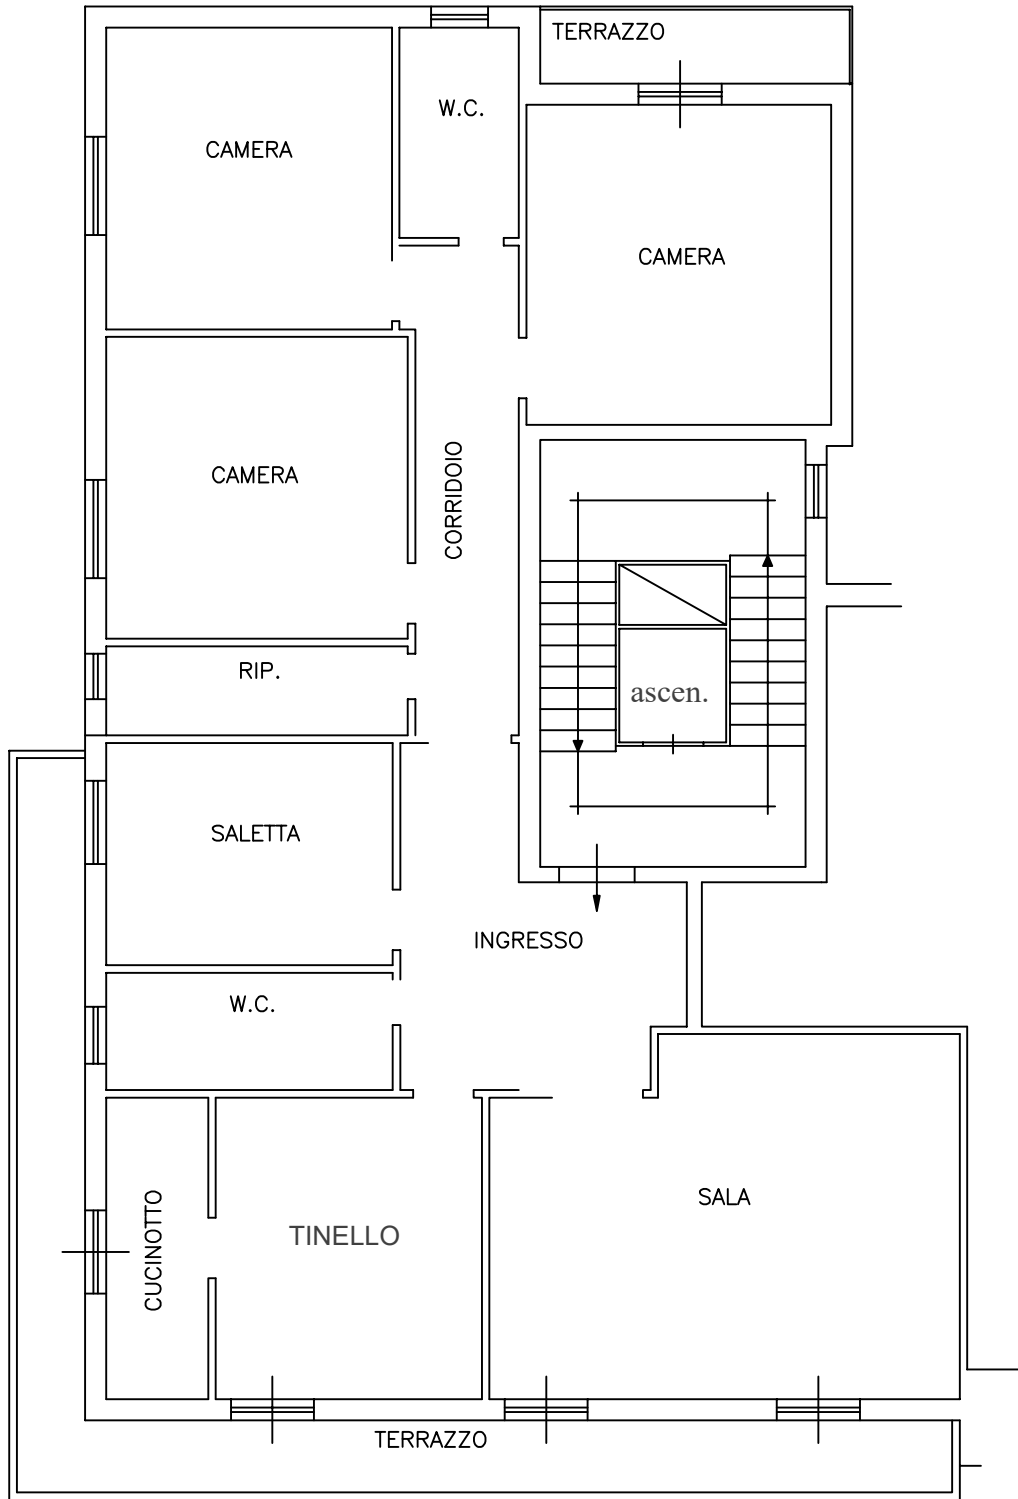 TERRAZZO
W.C.
CAMERA
CAMERA
CORRIDOIO
CAMERA
RIP.
ascen.
SALETTA
INGRESSO
W.C.
SALA
CUCINOTTO
TINELLO
TERRAZZO